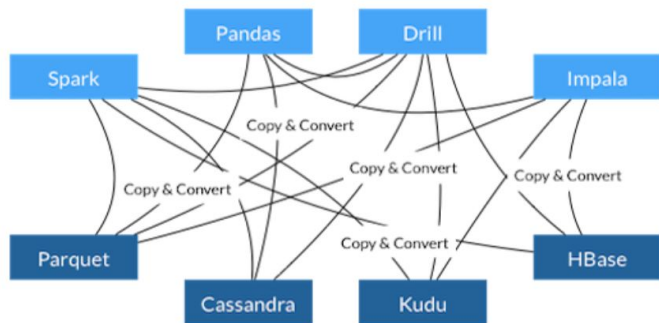 Pandas
Drill
Spark
Impala
Copy & Convert
Copy & Convert
Copy & Convert
Copy & Convert
Copy & Convert
Parquet
HBase
Cassandra
Kudu